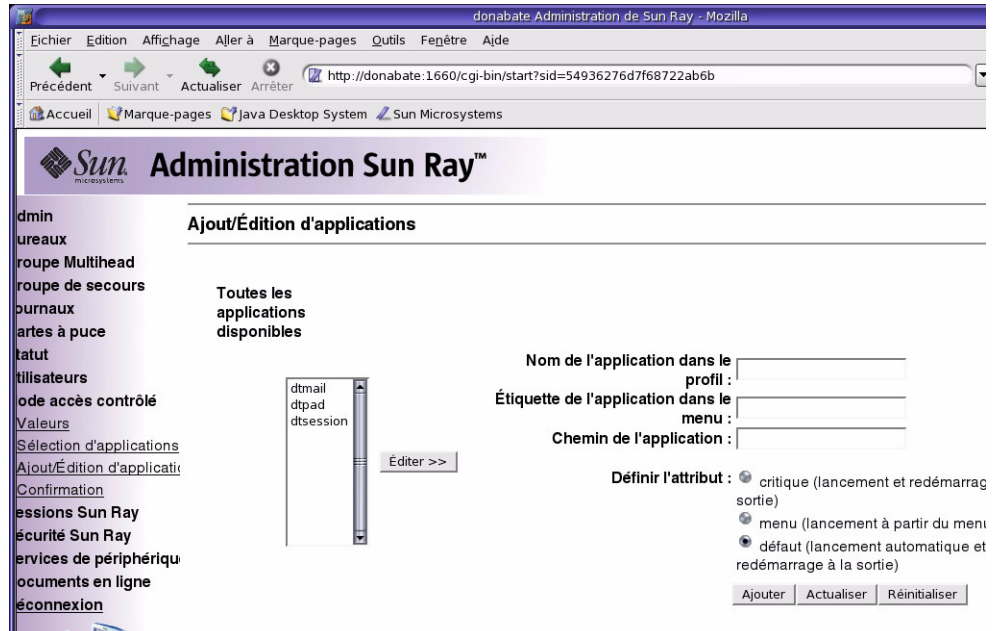 donabate Administration de Sun Ray - Mozilla
Fichier Edition Affichage Aller à Marque-pages Outils Fenêtre Aide
Précédent Suivant Actualiser Arrêter http://donabate:1660/cgi-bin/start?sid=54936276d7f68722ab6b
Accueil Marque-pages Java Desktop System Sun Microsystems
Sun microsystems Administration Sun Ray™
dmin
ureaux
roupe Multihead
roupe de secours
ournaux
artes à puce
tatut
tilisateurs
ode accès contrôlé
Valeurs
Sélection d'applications
Ajout/Édition d'applicatio
Confirmation
essions Sun Ray
écurité Sun Ray
ervices de périphériqu
ocuments en ligne
éconnexion
Ajout/Édition d'applications
Toutes les
applications
disponibles
dtmail
dtpad
dtsession
Éditer >>
Nom de l'application dans le
profil :
Étiquette de l'application dans le
menu :
Chemin de l'application :
Définir l'attribut :
critique (lancement et redémarrag
sortie)
menu (lancement à partir du menu
défaut (lancement automatique et
redémarrage à la sortie)
Ajouter Actualiser Réinitialiser